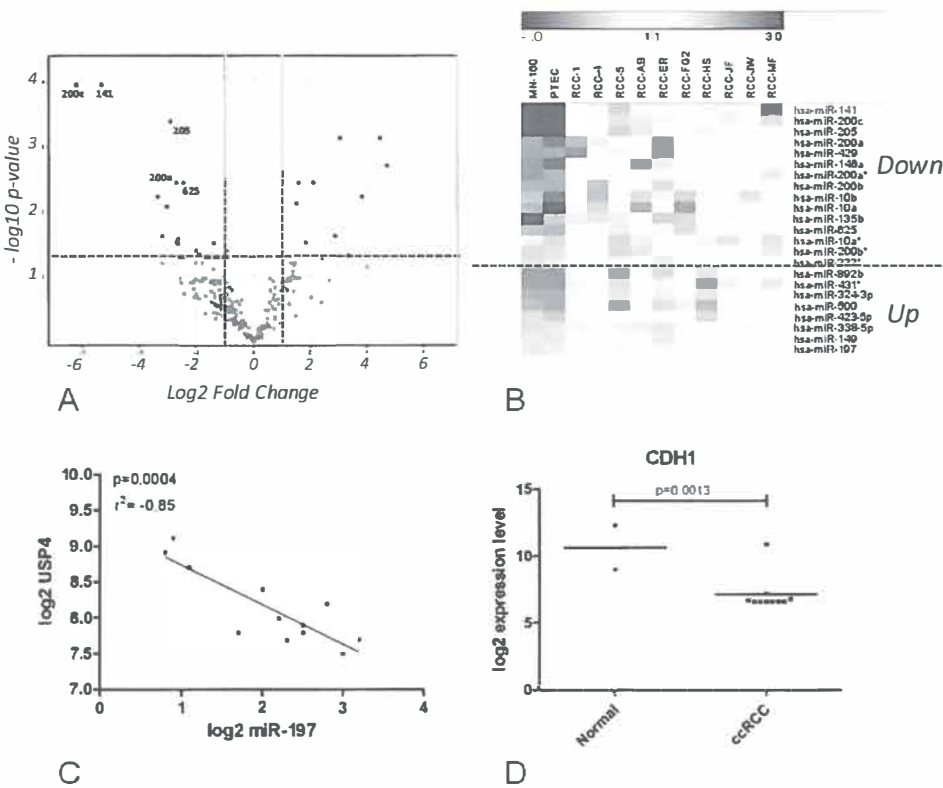 4
3
2
1
- log10 p-value
200c 141
205
200a
625
-6 -4 -2 0 2 4 6
Log2 Fold Change
A
- .0 1 1 3 0
MN-160 PTEC RCC-1 RCC-4 RCC-5 RCC-AB RCC-ER RCC-FG2 RCC-HS RCC-JF RCC-JW RCC-MF
hsa-miR-141
hsa-miR-200c
hsa-miR-205
hsa-miR-200a
hsa-miR-429
hsa-miR-148a
hsa-miR-200a*
hsa-miR-200b
hsa-miR-10b
hsa-miR-10a
hsa-miR-135b
hsa-miR-625
hsa-miR-10a*
hsa-miR-200b*
hsa-miR-222*
hsa-miR-892b
hsa-miR-431*
hsa-miR-324-3p
hsa-miR-600
hsa-miR-423-5p
hsa-miR-338-5p
hsa-miR-149
hsa-miR-197
Down
Up
B
10.0
9.5
9.0
8.5
8.0
7.5
7.0
log2 USP4
p=0.0004
r²= -0.85
0 1 2 3 4
log2 miR-197
C
CDH1
15
10
5
0
log2 expression level
p=0.0013
Normal
ccRCC
D